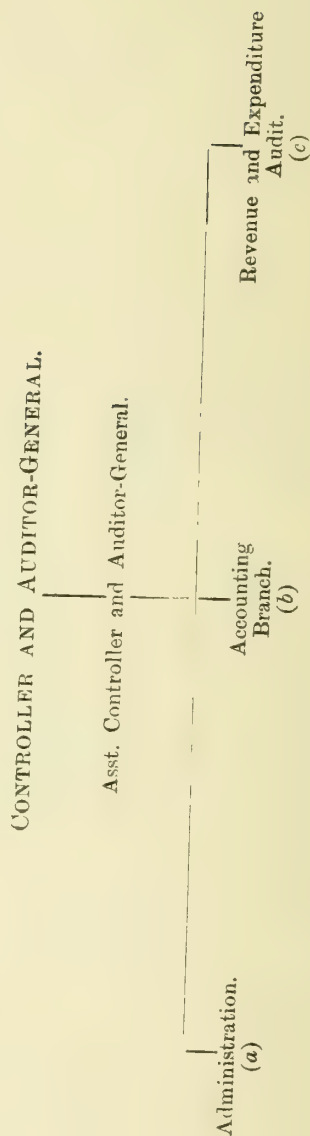 CONTROLLER AND AUDITOR-GENERAL.
Asst. Controller and Auditor-General.
Administration.
(a)
Accounting
Branch.
(b)
Revenue and Expenditure
Audit.
(c)